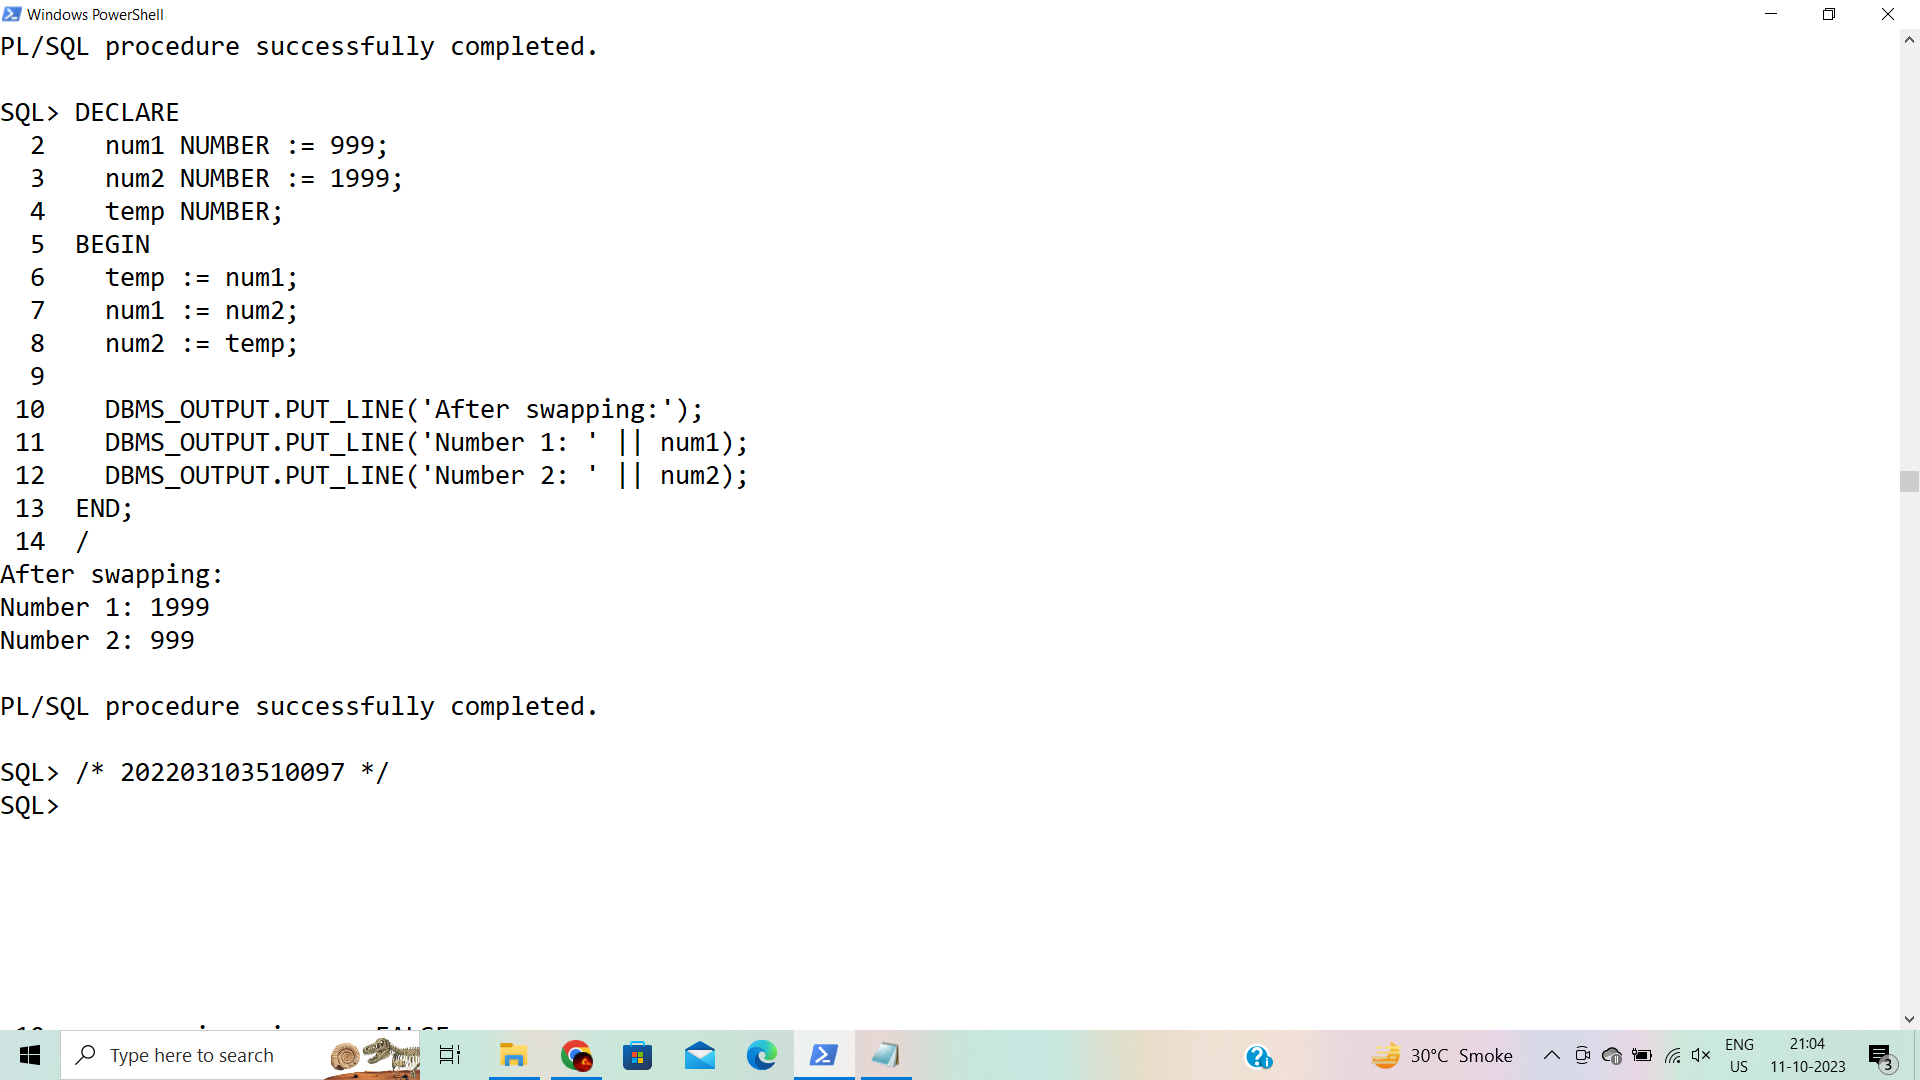 Windows PowerShell
PL/SQL procedure successfully completed.
SQL> DECLARE
  2    num1 NUMBER := 999;
  3    num2 NUMBER := 1999;
  4    temp NUMBER;
  5  BEGIN
  6    temp := num1;
  7    num1 := num2;
  8    num2 := temp;
  9
 10    DBMS_OUTPUT.PUT_LINE('After swapping:');
 11    DBMS_OUTPUT.PUT_LINE('Number 1: ' || num1);
 12    DBMS_OUTPUT.PUT_LINE('Number 2: ' || num2);
 13  END;
 14  /
After swapping:
Number 1: 1999
Number 2: 999
PL/SQL procedure successfully completed.
SQL> /* 202203103510097 */
SQL>
Type here to search
30°C Smoke
ENG
US
21:04
11-10-2023
3